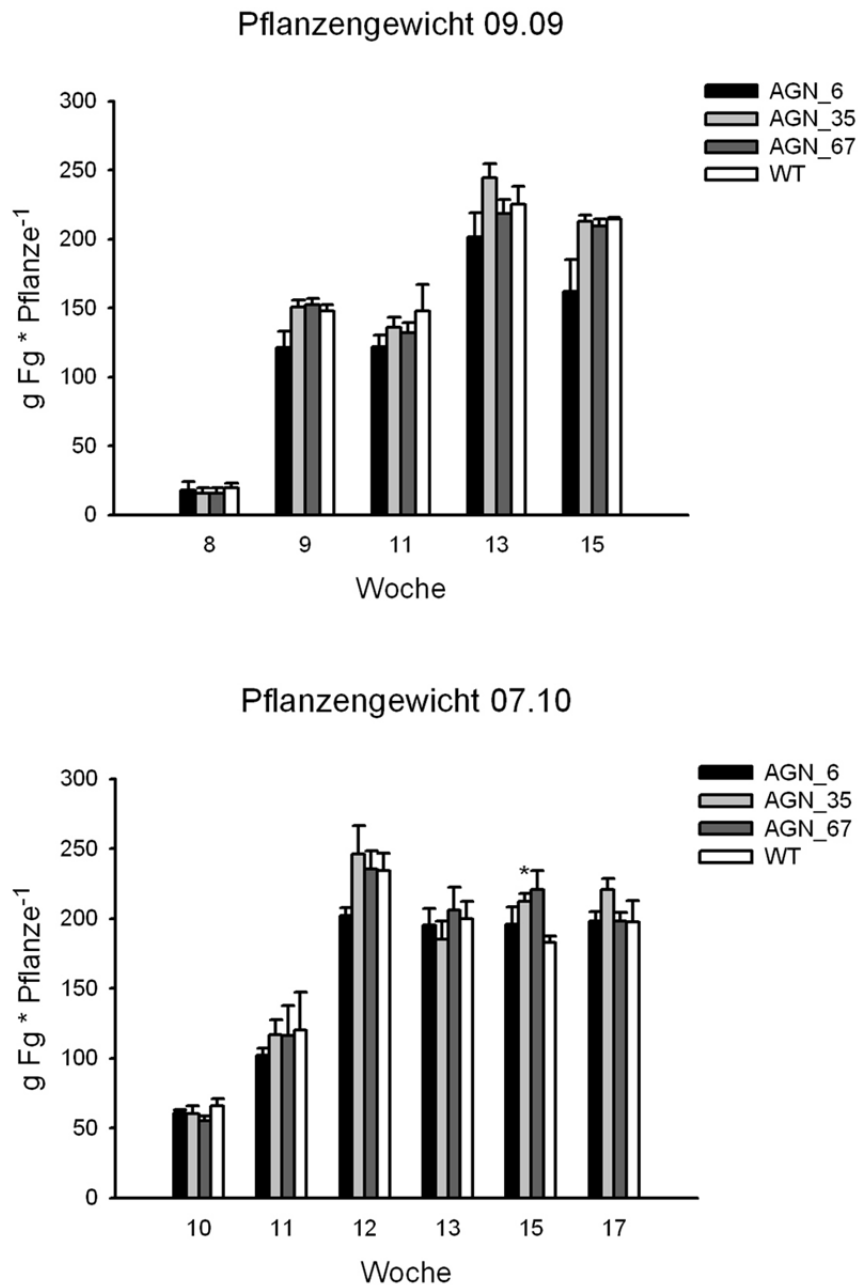 Pflanzengewicht 09.09
AGN_6
AGN_35
AGN_67
WT
300
250
200
150
100
50
0
g Fg * Pflanze⁻¹
8 9 11 13 15
Woche
Pflanzengewicht 07.10
AGN_6
AGN_35
AGN_67
WT
300
250
200
150
100
50
0
g Fg * Pflanze⁻¹
*
10 11 12 13 15 17
Woche